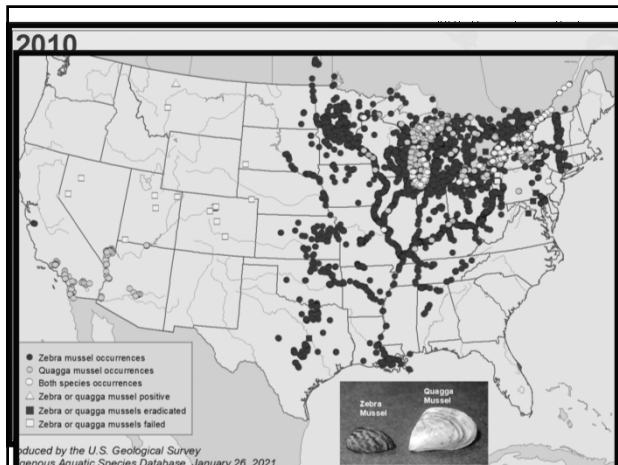 2010
Zebra mussel occurrences
Quagga mussel occurrences
Both species occurrences
Zebra or quagga mussel positive
Zebra or quagga mussels eradicated
Zebra or quagga mussels failed
Zebra
Mussel
Quagga
Mussel
oduced by the U.S. Geological Survey
igenous Aquatic Species Database, January 26, 2021